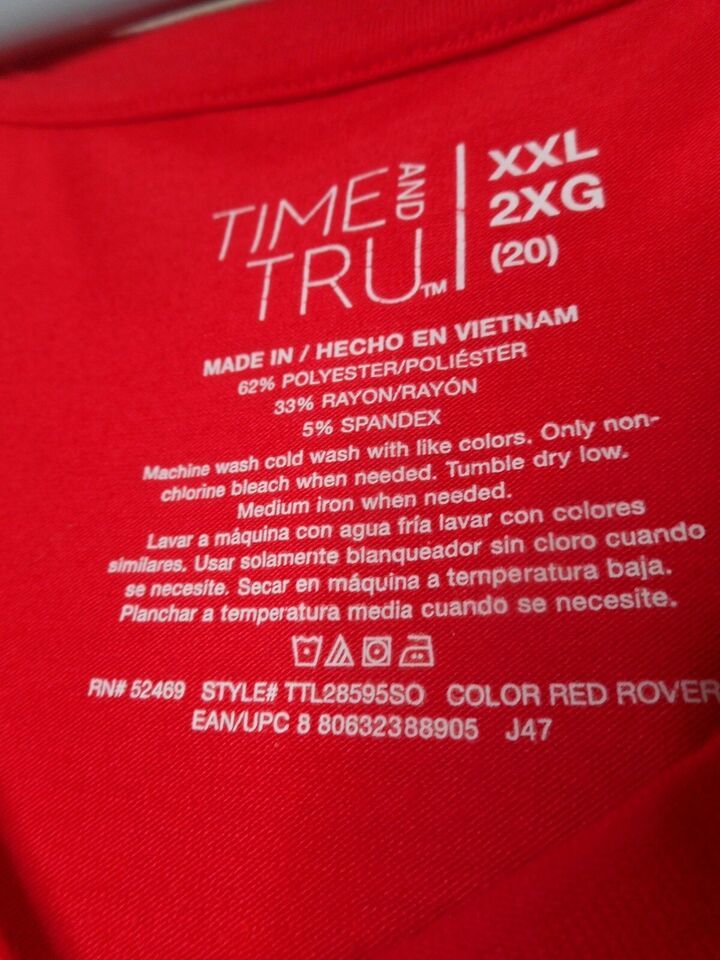 TIME AND TRU™
XXL
2XG
(20)
MADE IN / HECHO EN VIETNAM
62% POLYESTER/POLIÉSTER
33% RAYON/RAYÓN
5% SPANDEX
Machine wash cold wash with like colors. Only non-
chlorine bleach when needed. Tumble dry low.
Medium iron when needed.
Lavar a máquina con agua fría lavar con colores
similares. Usar solamente blanqueador sin cloro cuando
se necesite. Secar en máquina a temperatura baja.
Planchar a temperatura media cuando se necesite.
RN# 52469 STYLE# TTL28595SO COLOR RED ROVER
EAN/UPC 8 80632388905 J47